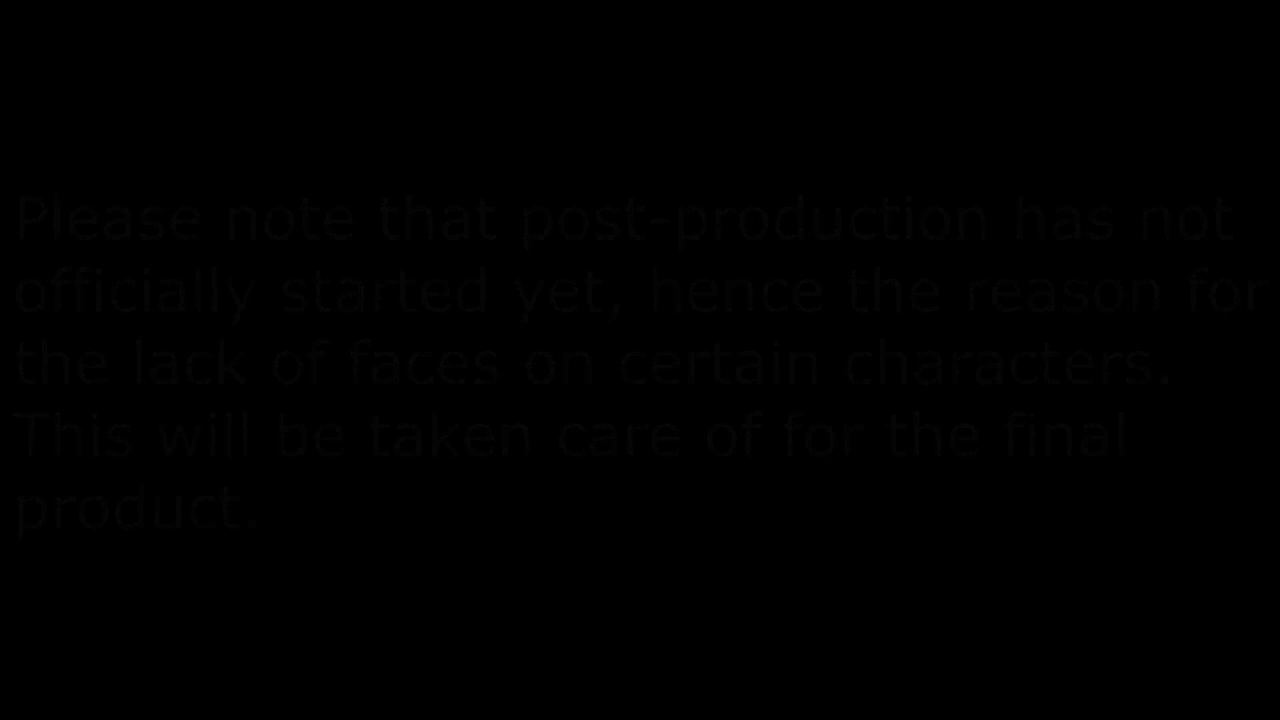 Please note that post-production has not
officially started yet, hence the reason for
the lack of faces on certain characters.
This will be taken care of for the final
product.